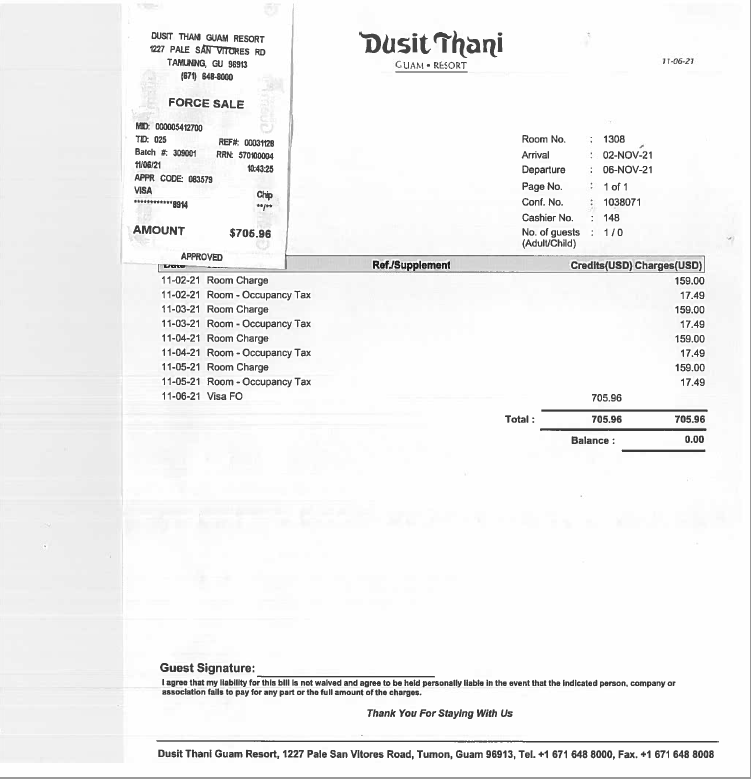 DUSIT THANI GUAM RESORT
1227 PALE SAN VITORES RD
TAMUNING, GU 96913
(671) 648-8000
FORCE SALE
MID: 000005412700
TID: 025 REF#: 00031128
Batch #: 309001 RRN: 570100004
11/06/21 10:43:25
APPR CODE: 083579
VISA Chip
************8914 **/**
AMOUNT $705.96
APPROVED
Dusit Thani
GUAM • RESORT
11-06-21
Room No. : 1308
Arrival : 02-NOV-21
Departure : 06-NOV-21
Page No. : 1 of 1
Conf. No. : 1038071
Cashier No. : 148
No. of guests : 1 / 0
(Adult/Child)
Ref./Supplement Credits(USD) Charges(USD)
11-02-21 Room Charge 159.00
11-02-21 Room - Occupancy Tax 17.49
11-03-21 Room Charge 159.00
11-03-21 Room - Occupancy Tax 17.49
11-04-21 Room Charge 159.00
11-04-21 Room - Occupancy Tax 17.49
11-05-21 Room Charge 159.00
11-05-21 Room - Occupancy Tax 17.49
11-06-21 Visa FO 705.96
Total : 705.96 705.96
Balance : 0.00
Guest Signature:
I agree that my liability for this bill is not waived and agree to be held personally liable in the event that the indicated person, company or
association fails to pay for any part or the full amount of the charges.
Thank You For Staying With Us
Dusit Thani Guam Resort, 1227 Pale San Vitores Road, Tumon, Guam 96913, Tel. +1 671 648 8000, Fax. +1 671 648 8008